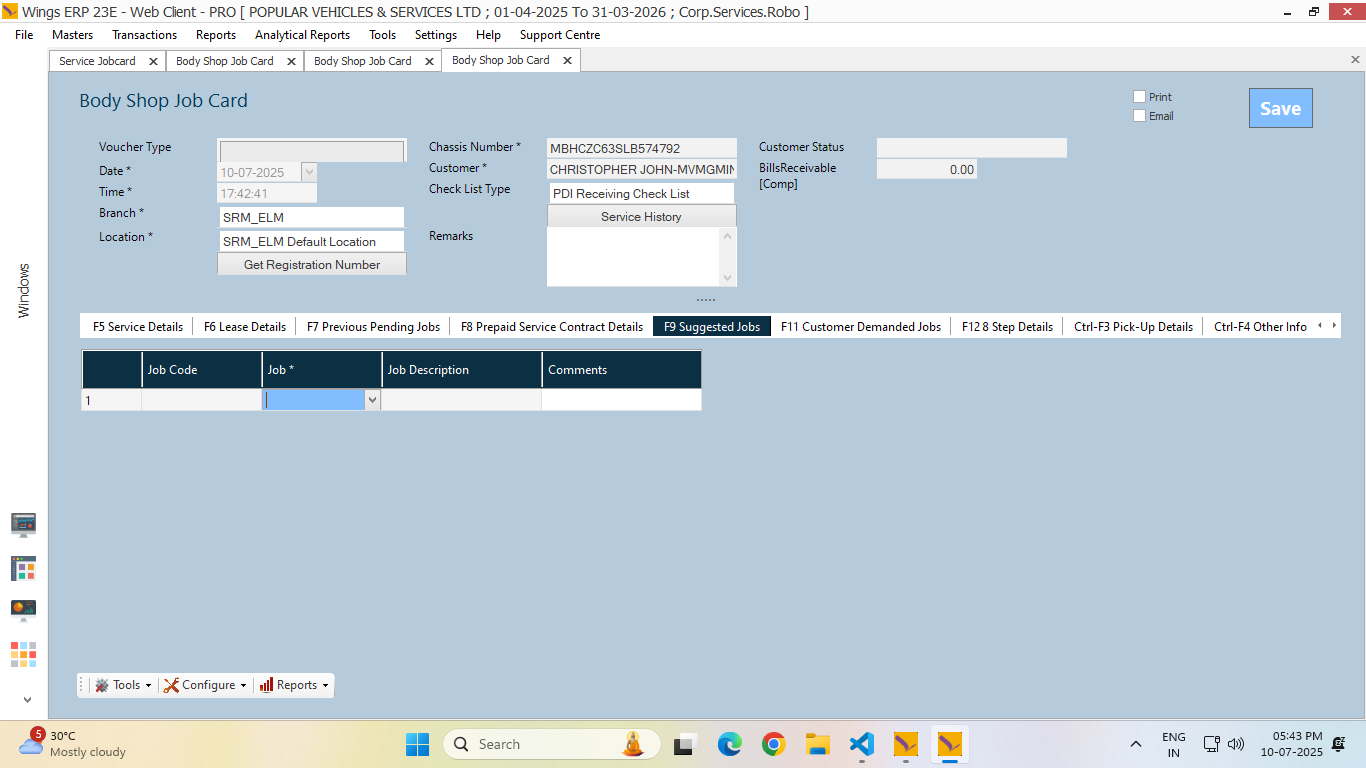 Wings ERP 23E - Web Client - PRO [ POPULAR VEHICLES & SERVICES LTD ; 01-04-2025 To 31-03-2026 ; Corp.Services.Robo ]
File Masters Transactions Reports Analytical Reports Tools Settings Help Support Centre
Service Jobcard Body Shop Job Card Body Shop Job Card Body Shop Job Card
Body Shop Job Card
Print
Email
Save
Voucher Type
Date * 10-07-2025
Time * 17:42:41
Branch * SRM_ELM
Location * SRM_ELM Default Location
Get Registration Number
Chassis Number * MBHCZC63SLB574792
Customer * CHRISTOPHER JOHN-MVMGMIN
Check List Type PDI Receiving Check List
Service History
Remarks
Customer Status
BillsReceivable 0.00
[Comp]
Windows
F5 Service Details F6 Lease Details F7 Previous Pending Jobs F8 Prepaid Service Contract Details F9 Suggested Jobs F11 Customer Demanded Jobs F12 8 Step Details Ctrl-F3 Pick-Up Details Ctrl-F4 Other Info
Job Code Job * Job Description Comments
1
Tools Configure Reports
5
30°C
Mostly cloudy
Search
ENG
IN
05:43 PM
10-07-2025